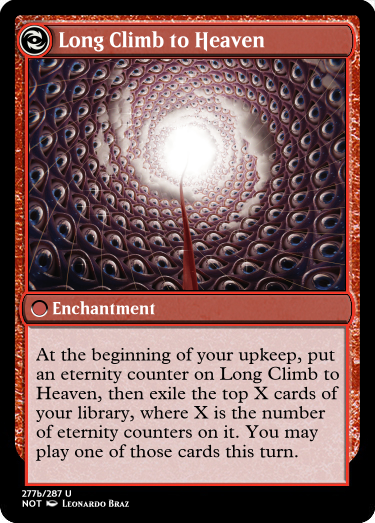 Long Climb to Heaven
Enchantment
At the beginning of your upkeep, put
an eternity counter on Long Climb to
Heaven, then exile the top X cards of
your library, where X is the number
of eternity counters on it. You may
play one of those cards this turn.
277b/287 U
NOT Leonardo Braz